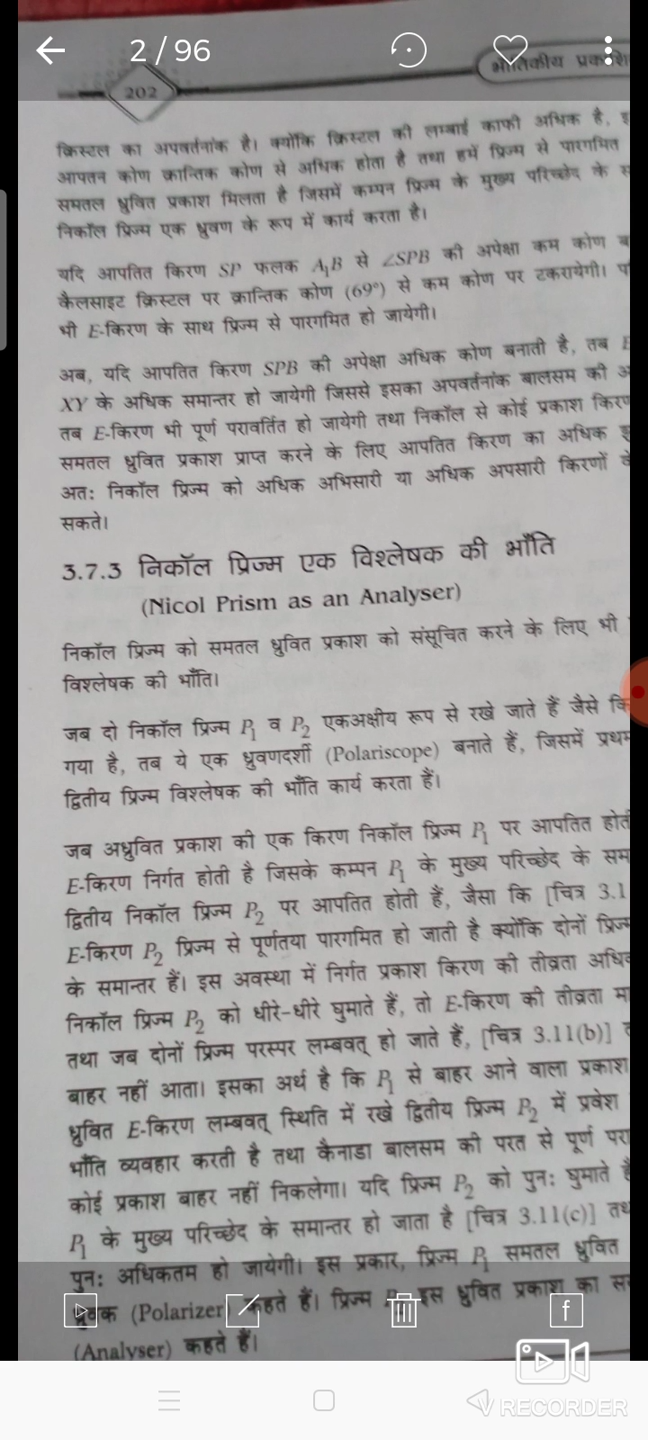 2 / 96
भौतिकीय
202
क्रिस्टल का अपवर्तनांक है। क्योंकि क्रिस्टल की लम्बाई काफी अधिक है,
आपतन कोण क्रान्तिक कोण से अधिक होता है तथा हमें प्रिज्म से पारगमित
समतल ध्रुवित प्रकाश मिलता है जिसमें कम्पन प्रिज्म के मुख्य परिच्छेद के
निकॉल प्रिज्म एक ध्रुवण के रूप में कार्य करता है।
यदि आपतित किरण SP फलक A₁B से ∠SPB की अपेक्षा कम कोण
कैलसाइट क्रिस्टल पर क्रान्तिक कोण (69°) से कम कोण पर टकरायेगी।
भी E-किरण के साथ प्रिज्म से पारगमित हो जायेगी।
अब, यदि आपतित किरण SPB की अपेक्षा अधिक कोण बनाती है, तब
XY के अधिक समान्तर हो जायेगी जिससे इसका अपवर्तनांक बालसम की
तब E-किरण भी पूर्ण परावर्तित हो जायेगी तथा निकॉल से कोई प्रकाश किरण
समतल ध्रुवित प्रकाश प्राप्त करने के लिए आपतित किरण का अधिक
अतः निकॉल प्रिज्म को अधिक अभिसारी या अधिक अपसारी किरणों
सकते।
3.7.3 निकॉल प्रिज्म एक विश्लेषक की भाँति
(Nicol Prism as an Analyser)
निकॉल प्रिज्म को समतल ध्रुवित प्रकाश को संसूचित करने के लिए भी
विश्लेषक की भाँति।
जब दो निकॉल प्रिज्म P₁ व P₂ एकअक्षीय रूप से रखे जाते हैं जैसे कि
गया है, तब ये एक ध्रुवणदर्शी (Polariscope) बनाते हैं, जिसमें प्रथम
द्वितीय प्रिज्म विश्लेषक की भाँति कार्य करता हैं।
जब अध्रुवित प्रकाश की एक किरण निकॉल प्रिज्म P₁ पर आपतित होती
E-किरण निर्गत होती है जिसके कम्पन P₁ के मुख्य परिच्छेद के
द्वितीय निकॉल प्रिज्म P₂ पर आपतित होती हैं, जैसा कि [चित्र 3.1
E-किरण P₂ प्रिज्म से पूर्णतया पारगमित हो जाती है क्योंकि दोनों प्रिज्म
के समान्तर हैं। इस अवस्था में निर्गत प्रकाश किरण की तीव्रता
निकॉल प्रिज्म P₂ को धीरे-धीरे घुमाते हैं, तो E-किरण की तीव्रता
तथा जब दोनों प्रिज्म परस्पर लम्बवत् हो जाते हैं, [चित्र 3.11(b)]
बाहर नहीं आता। इसका अर्थ है कि P₁ से बाहर आने वाला प्रकाश
ध्रुवित E-किरण लम्बवत् स्थिति में रखे द्वितीय प्रिज्म P₂ में प्रवेश
भाँति व्यवहार करती है तथा कैनाडा बालसम की परत से पूर्ण
कोई प्रकाश बाहर नहीं निकलेगा। यदि प्रिज्म P₂ को पुनः घुमाते
P₁ के मुख्य परिच्छेद के समान्तर हो जाता है [चित्र 3.11(c)]
पुनः अधिकतम हो जायेगी। इस प्रकार, प्रिज्म P₁ समतल ध्रुवित
(Polarizer) कहते हैं। प्रिज्म इस ध्रुवित प्रकाश का
(Analyser) कहते हैं।
f
RECORDER